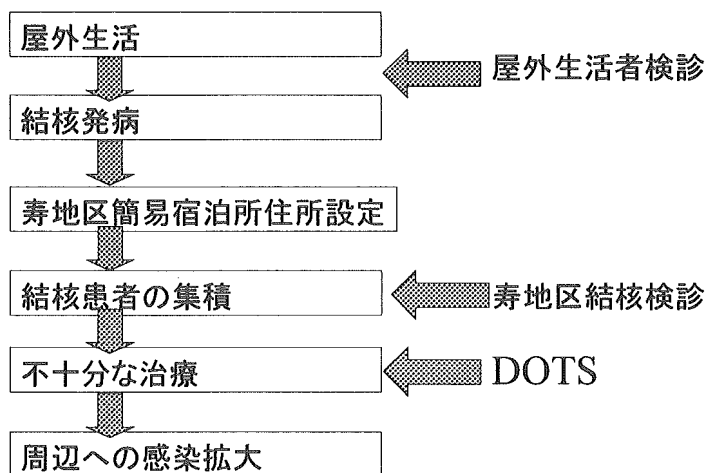 屋外生活
屋外生活者検診
結核発病
寿地区簡易宿泊所住所設定
結核患者の集積
寿地区結核検診
不十分な治療
DOTS
周辺への感染拡大